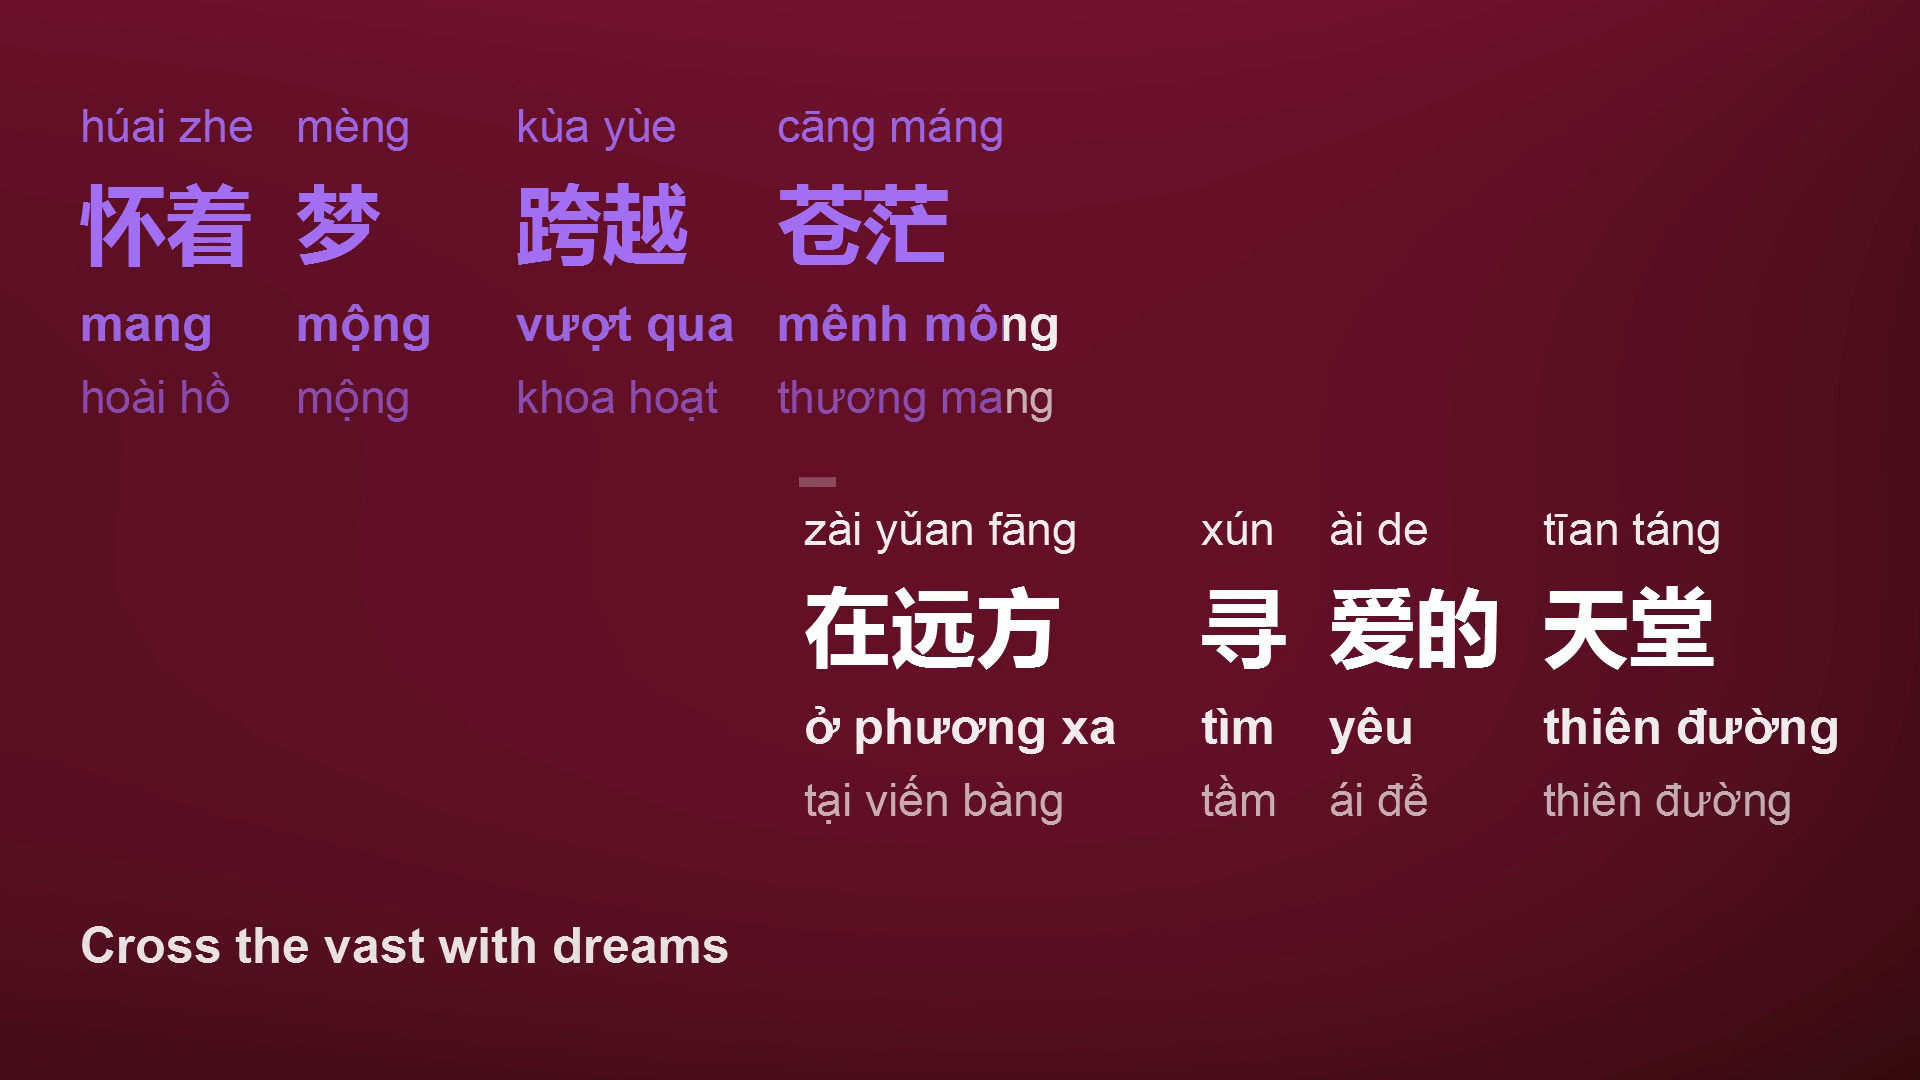 húai zhe mèng kùa yùe cāng máng
怀着 梦 跨越 苍茫
mang mộng vượt qua mênh mông
hoài hồ mộng khoa hoạt thương mang
zài yǔan fāng xún ài de tīan táng
在远方 寻 爱的 天堂
ở phương xa tìm yêu thiên đường
tại viến bàng tầm ái để thiên đường
Cross the vast with dreams